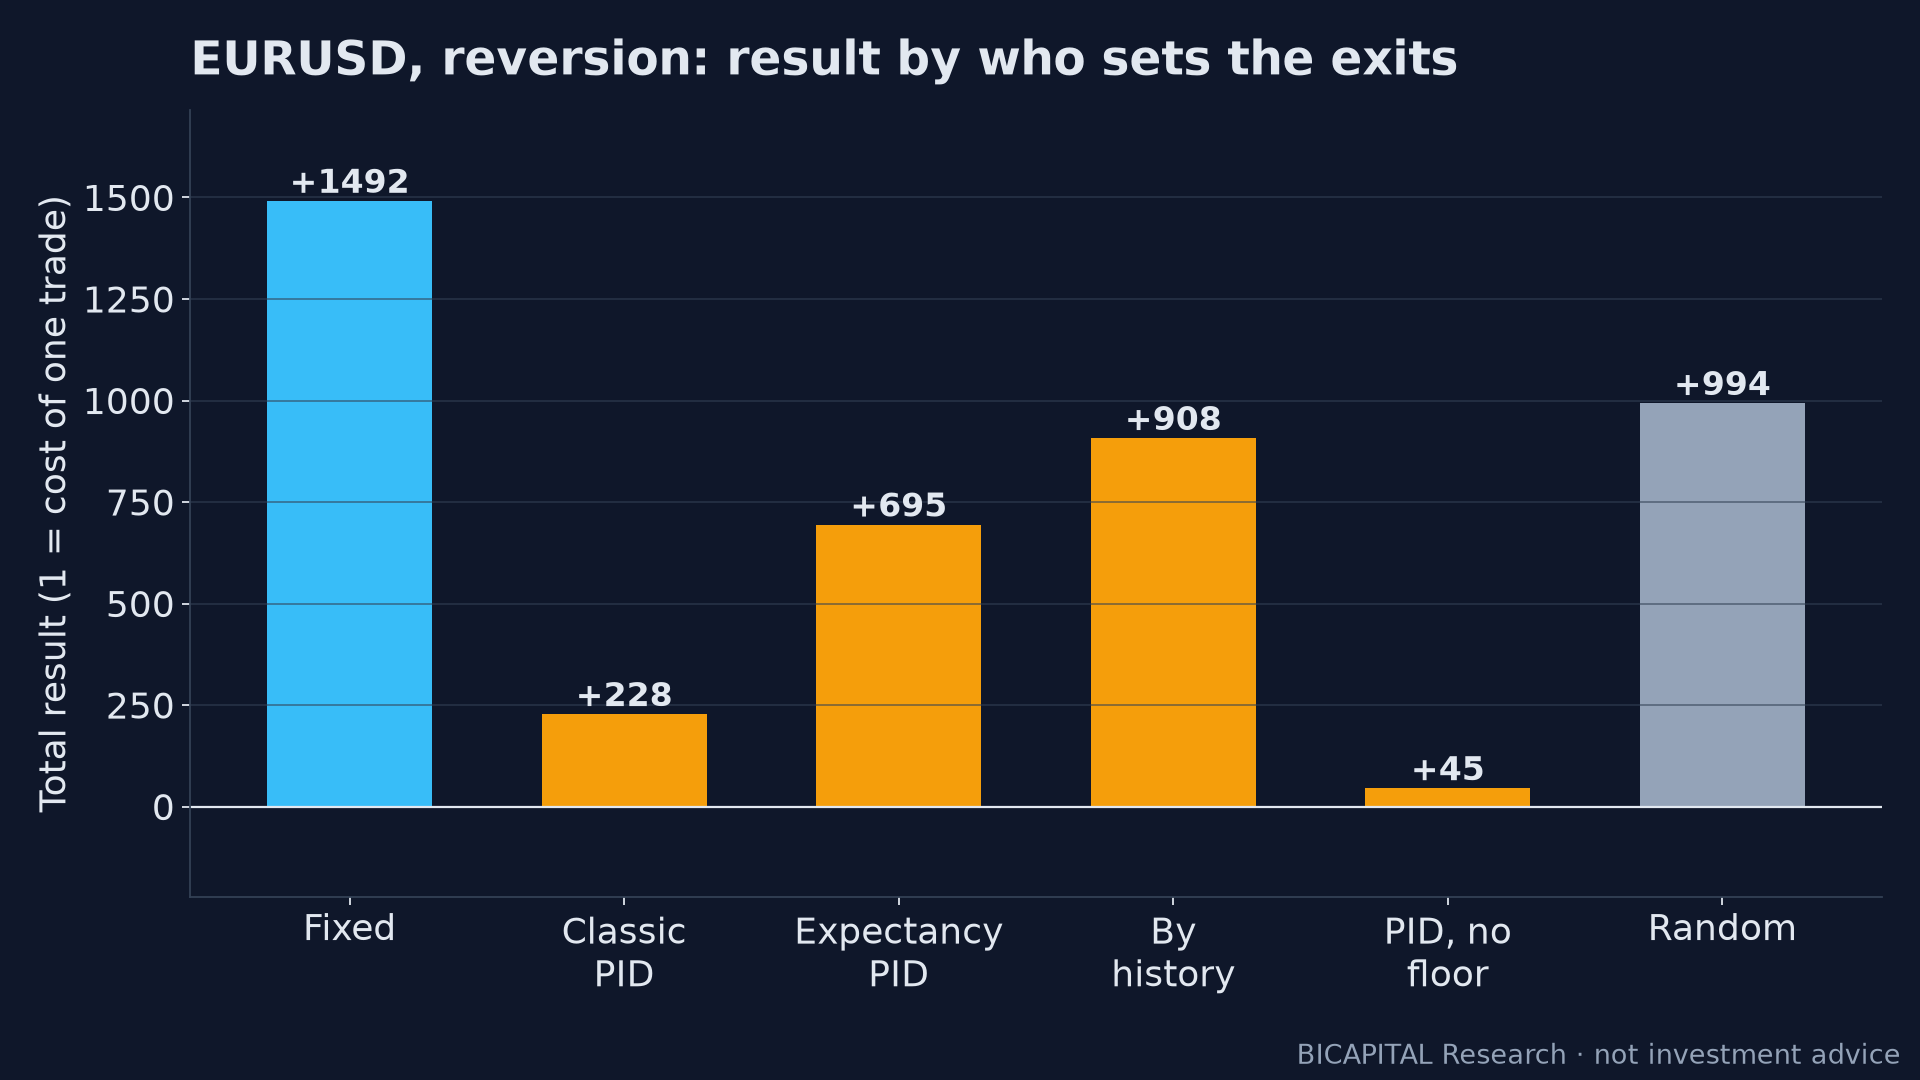 EURUSD, reversion: result by who sets the exits
Total result (1 = cost of one trade)
1500
1250
1000
750
500
250
0
+1492
+228
+695
+908
+45
+994
Fixed
Classic
PID
Expectancy
PID
By
history
PID, no
floor
Random
BICAPITAL Research · not investment advice